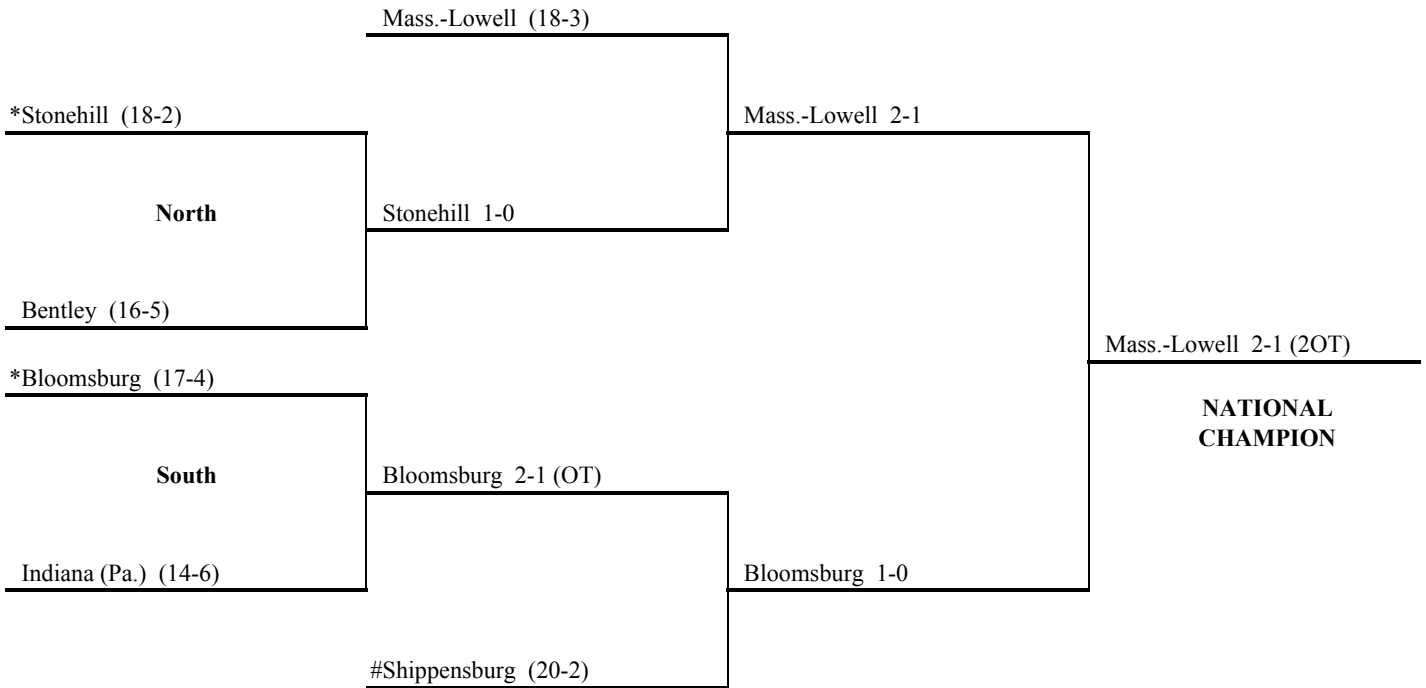 Mass.-Lowell (18-3)
*Stonehill (18-2)
Mass.-Lowell 2-1
North
Stonehill 1-0
Bentley (16-5)
Mass.-Lowell 2-1 (2OT)
*Bloomsburg (17-4)
NATIONAL
CHAMPION
South
Bloomsburg 2-1 (OT)
Indiana (Pa.) (14-6)
Bloomsburg 1-0
#Shippensburg (20-2)